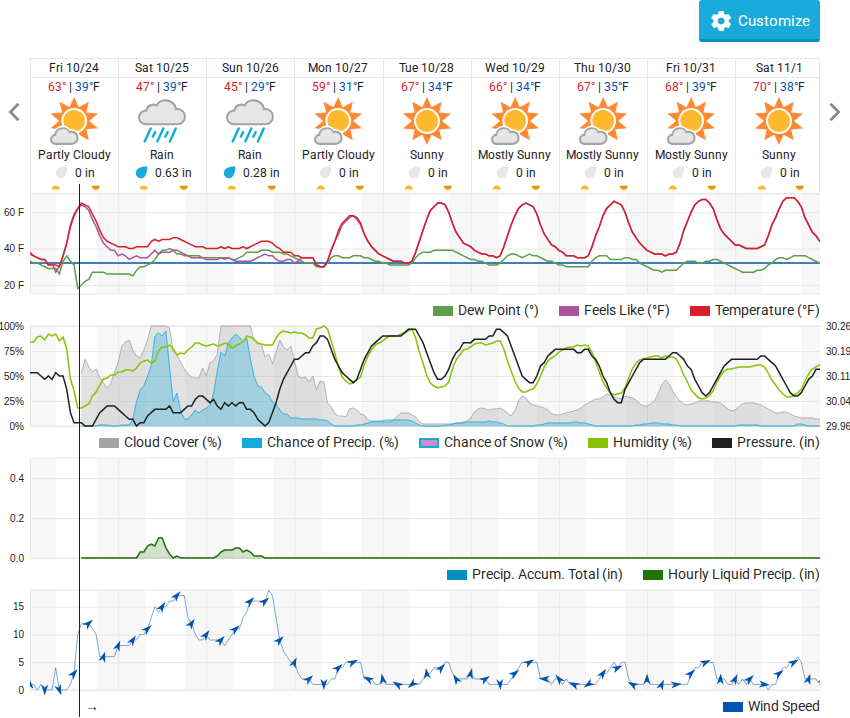 Customize
Fri 10/24 Sat 10/25 Sun 10/26 Mon 10/27 Tue 10/28 Wed 10/29 Thu 10/30 Fri 10/31 Sat 11/1
63° | 39°F 47° | 39°F 45° | 29°F 59° | 31°F 67° | 34°F 66° | 34°F 67° | 35°F 68° | 39°F 70° | 38°F
Partly Cloudy Rain Rain Partly Cloudy Sunny Mostly Sunny Mostly Sunny Mostly Sunny Sunny
0 in 0.63 in 0.28 in 0 in 0 in 0 in 0 in 0 in 0 in
60 F
40 F
20 F
Dew Point (°) Feels Like (°F) Temperature (°F)
100% 30.26
75% 30.19
50% 30.11
25% 30.04
0% 29.96
Cloud Cover (%) Chance of Precip. (%) Chance of Snow (%) Humidity (%) Pressure. (in)
0.4
0.2
0.0
Precip. Accum. Total (in) Hourly Liquid Precip. (in)
15
10
5
0
→ Wind Speed